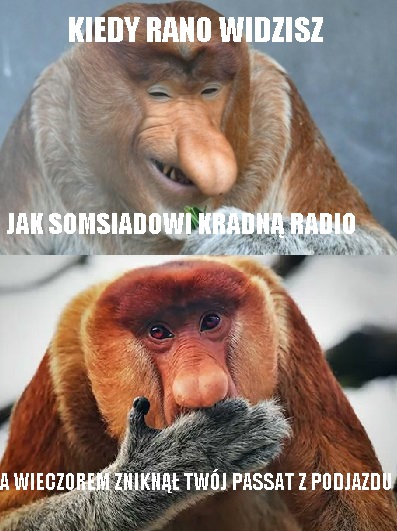 KIEDY RANO WIDZISZ
JAK SOMSIADOWI KRADNĄ RADIO
A WIECZOREM ZNIKNĄŁ TWÓJ PASSAT Z PODJAZDU